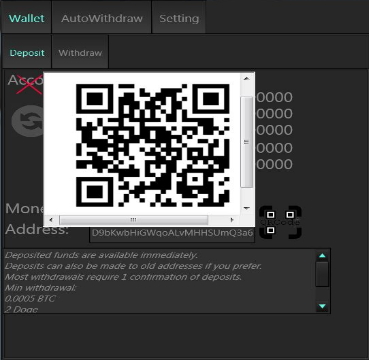 Wallet AutoWithdraw Setting
Deposit Withdraw
Acco
0000
0000
0000
0000
0000
Mone
Address: D9bKwbHiGWqoALvMHHSUmQ3a6
QRCode
Deposited funds are available immediately.
Deposits can also be made to old addresses if you prefer.
Most withdrawals require 1 confirmation of deposits.
Min withdrawal:
0.0005 BTC
2 Doge